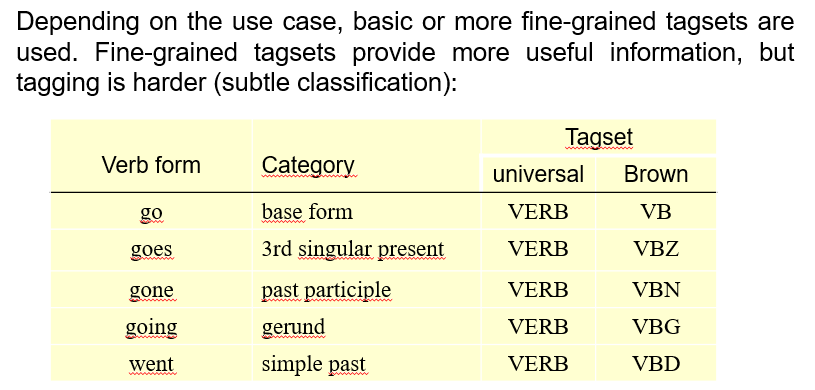 Depending on the use case, basic or more fine-grained tagsets are
used. Fine-grained tagsets provide more useful information, but
tagging is harder (subtle classification):
Tagset
Verb form Category universal Brown
go base form VERB VB
goes 3rd singular present VERB VBZ
gone past participle VERB VBN
going gerund VERB VBG
went simple past VERB VBD